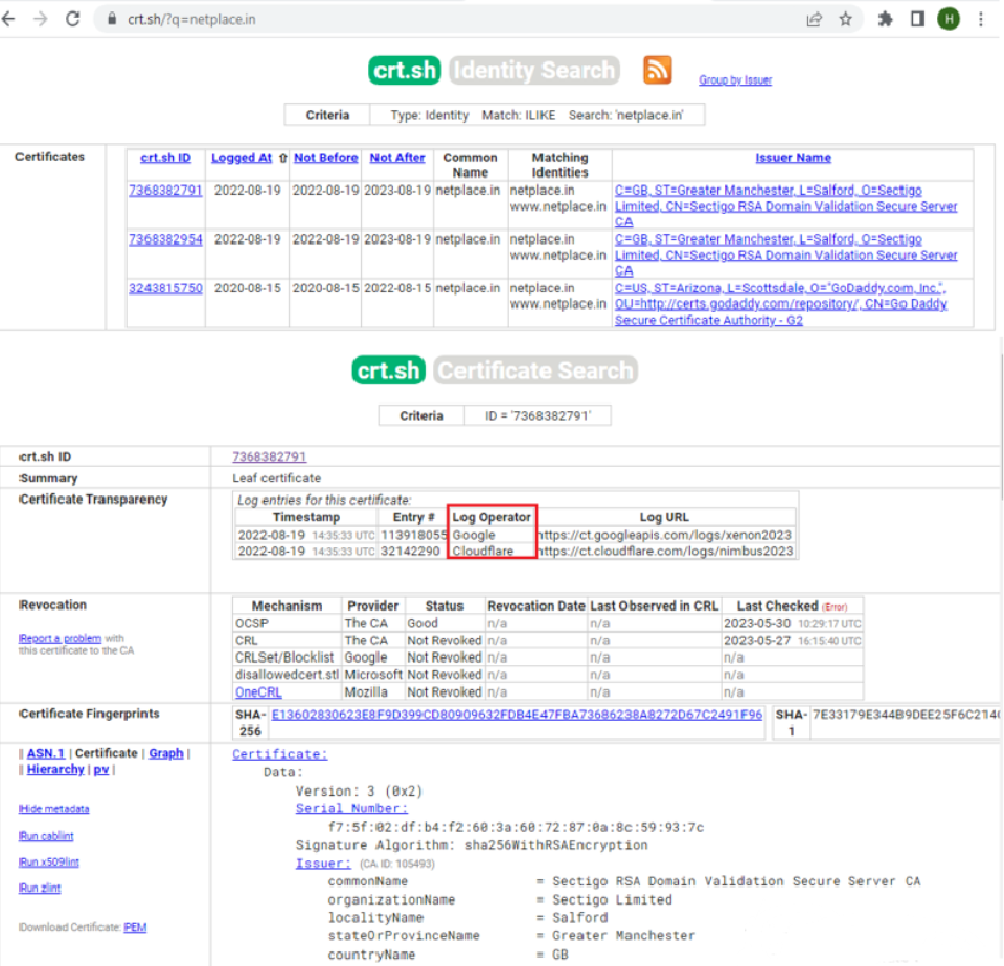 crt.sh/?q=netplace.in
H
crt.sh Identity Search
Group by Issuer
Criteria Type: Identity Match: ILIKE Search: 'netplace.in'
Certificates
crt.sh ID Logged At ⇧ Not Before Not After Common Name Matching Identities Issuer Name
7368382791 2022-08-19 2022-08-19 2023-08-19 netplace.in netplace.in
www.netplace.in
C=GB, ST=Greater Manchester, L=Salford, O=Sectigo
Limited, CN=Sectigo RSA Domain Validation Secure Server
CA
7368382954 2022-08-19 2022-08-19 2023-08-19 netplace.in netplace.in
www.netplace.in
C=GB, ST=Greater Manchester, L=Salford, O=Sectigo
Limited, CN=Sectigo RSA Domain Validation Secure Server
CA
3243815750 2020-08-15 2020-08-15 2022-08-15 netplace.in netplace.in
www.netplace.in
C=US, ST=Arizona, L=Scottsdale, O="GoDaddy.com, Inc.",
OU=http://certs.godaddy.com/repository/, CN=Go Daddy
Secure Certificate Authority - G2
crt.sh Certificate Search
Criteria ID = '7368382791'
crt.sh ID 7368382791
Summary Leaf certificate
Certificate Transparency
Log entries for this certificate:
Timestamp Entry # Log Operator Log URL
2022-08-19 14:35:33 UTC 113918055 Google https://ct.googleapis.com/logs/xenon2023
2022-08-19 14:35:33 UTC 32142290 Cloudflare https://ct.cloudflare.com/logs/nimbus2023
Revocation
Report a problem with
this certificate to the CA
Mechanism Provider Status Revocation Date Last Observed in CRL Last Checked (Error)
OCSP The CA Good n/a n/a 2023-05-30 10:29:17 UTC
CRL The CA Not Revoked n/a n/a 2023-05-27 16:15:40 UTC
CRLSet/Blocklist Google Not Revoked n/a n/a n/a
disallowedcert.stl Microsoft Not Revoked n/a n/a n/a
OneCRL Mozilla Not Revoked n/a n/a n/a
Certificate Fingerprints
SHA-256
SHA-1
|| ASN.1 | Certificate | Graph |
|| Hierarchy | pv |
Hide metadata
Run cablint
Run x509lint
Run zlint
Download Certificate: PEM
Certificate:
Data:
Version: 3 (0x2)
Serial Number:
f7:5f:02:df:b4:f2:60:3a:60:72:87:0a:8c:59:93:7c
Signature Algorithm: sha256WithRSAEncryption
Issuer: (CA ID: 105493)
commonName = Sectigo RSA Domain Validation Secure Server CA
organizationName = Sectigo Limited
localityName = Salford
stateOrProvinceName = Greater Manchester
countryName = GB